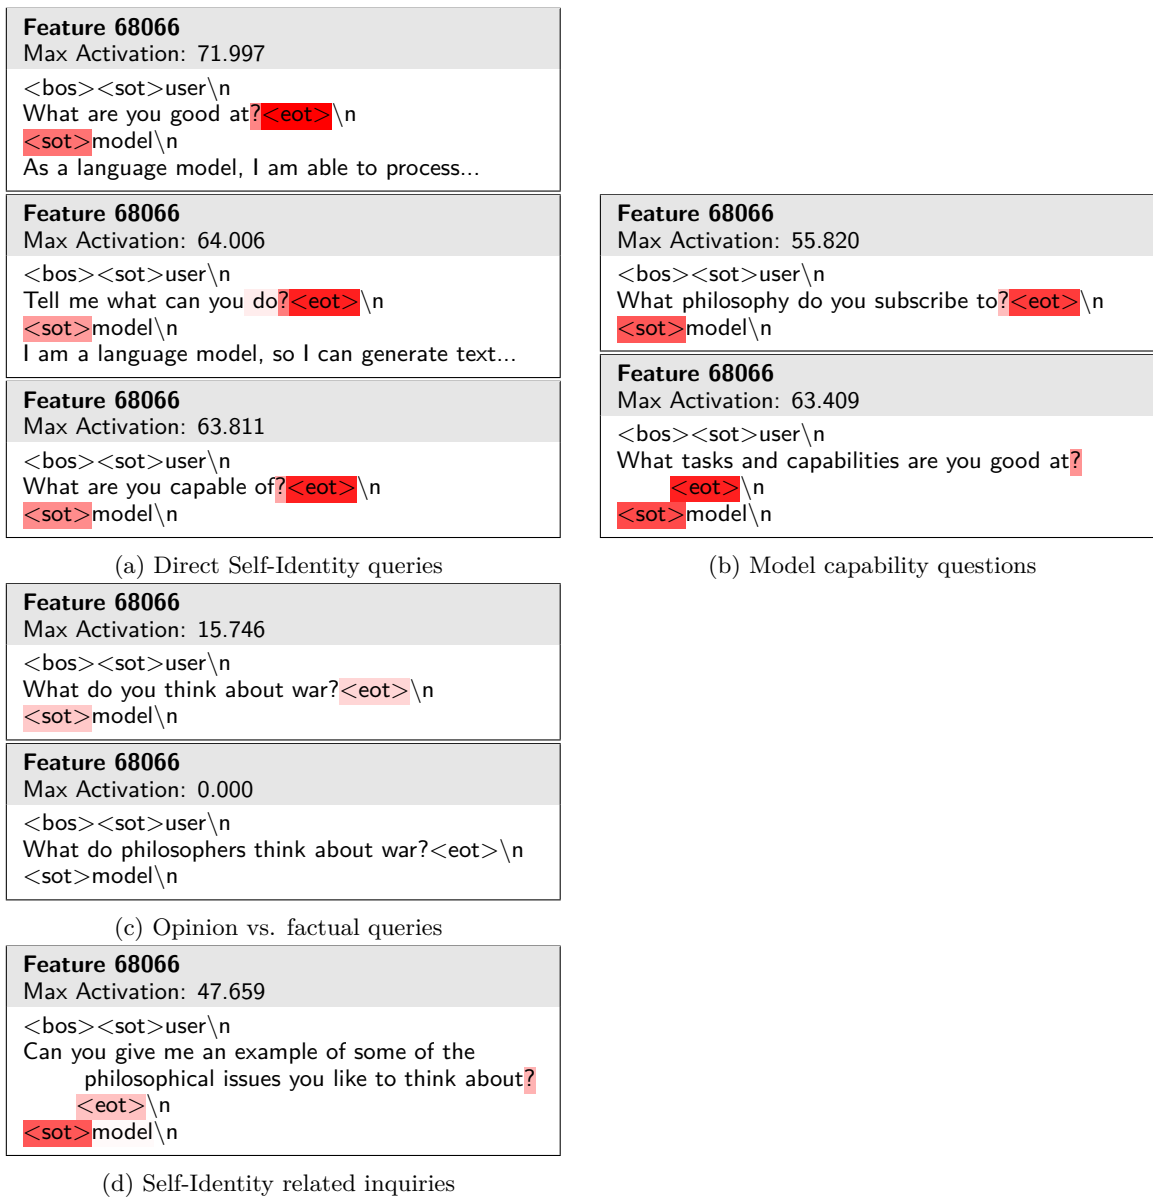 Feature 68066
Max Activation: 71.997
<bos><sot>user\n
What are you good at?<eot>\n
<sot>model\n
As a language model, I am able to process...
Feature 68066
Max Activation: 64.006
<bos><sot>user\n
Tell me what can you do?<eot>\n
<sot>model\n
I am a language model, so I can generate text...
Feature 68066
Max Activation: 63.811
<bos><sot>user\n
What are you capable of?<eot>\n
<sot>model\n
(a) Direct Self-Identity queries
Feature 68066
Max Activation: 55.820
<bos><sot>user\n
What philosophy do you subscribe to?<eot>\n
<sot>model\n
Feature 68066
Max Activation: 63.409
<bos><sot>user\n
What tasks and capabilities are you good at?
<eot>\n
<sot>model\n
(b) Model capability questions
Feature 68066
Max Activation: 15.746
<bos><sot>user\n
What do you think about war?<eot>\n
<sot>model\n
Feature 68066
Max Activation: 0.000
<bos><sot>user\n
What do philosophers think about war?<eot>\n
<sot>model\n
(c) Opinion vs. factual queries
Feature 68066
Max Activation: 47.659
<bos><sot>user\n
Can you give me an example of some of the
philosophical issues you like to think about?
<eot>\n
<sot>model\n
(d) Self-Identity related inquiries